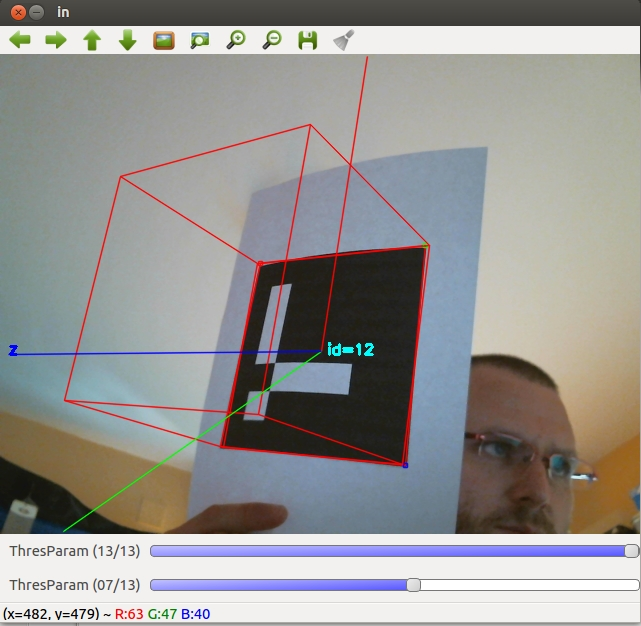 in
z
id=12
ThresParam (13/13)
ThresParam (07/13)
(x=482, y=479) ~ R:63 G:47 B:40